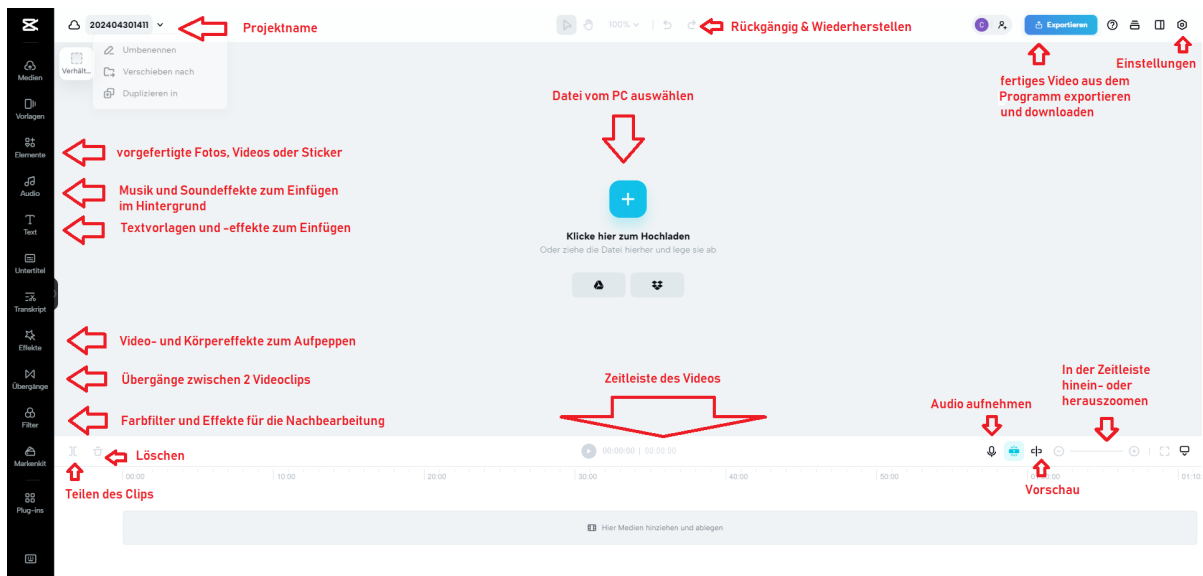 202404301411
Projektname
100%
Rückgängig & Wiederherstellen
C
Exportieren
Einstellungen
Umbenennen
Verschieben nach
Duplizieren in
Verhält...
Medien
Vorlagen
Elemente
Audio
Text
Untertitel
Transkript
Effekte
Übergänge
Filter
Markenkit
Plug-ins
fertiges Video aus dem
Programm exportieren
und downloaden
Datei vom PC auswählen
vorgefertigte Fotos, Videos oder Sticker
Musik und Soundeffekte zum Einfügen
im Hintergrund
Textvorlagen und -effekte zum Einfügen
Klicke hier zum Hochladen
Oder ziehe die Datei hierher und lege sie ab
Video- und Körpereffekte zum Aufpeppen
Übergänge zwischen 2 Videoclips
Zeitleiste des Videos
In der Zeitleiste
hinein- oder
herauszoomen
Farbfilter und Effekte für die Nachbearbeitung
Audio aufnehmen
Löschen
00:00:00 | 00:00:00
Teilen des Clips
Vorschau
00:00
10:00
20:00
30:00
40:00
50:00
01:10:
Hier Medien hinziehen und ablegen